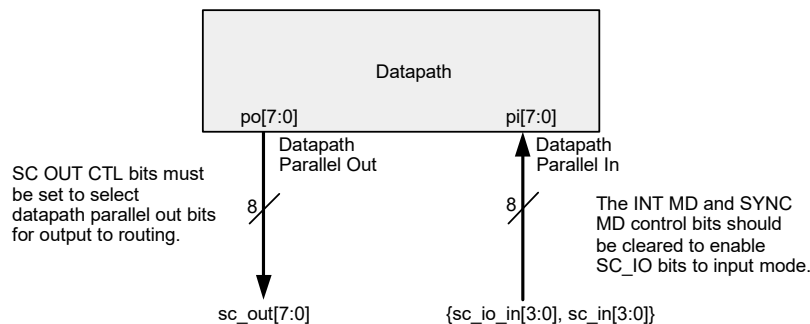 Datapath
po[7:0]
pi[7:0]
Datapath
Parallel Out
Datapath
Parallel In
SC OUT CTL bits must
be set to select
datapath parallel out bits
for output to routing.
8
8
The INT MD and SYNC
MD control bits should
be cleared to enable
SC_IO bits to input mode.
sc_out[7:0]
{sc_io_in[3:0], sc_in[3:0]}